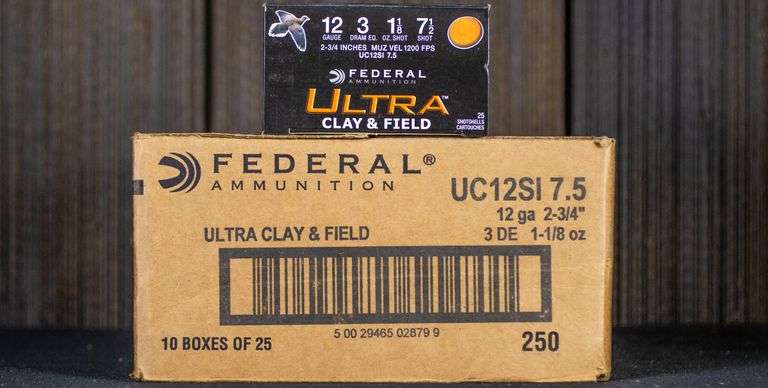 12 3 1 1/8 7 1/2
GAUGE DRAM EQ. OZ. SHOT SHOT
2-3/4 INCHES MUZ VEL 1200 FPS
UC12SI 7.5
FEDERAL
AMMUNITION
ULTRA™
CLAY & FIELD
25
SHOTSHELLS
CARTOUCHES
FEDERAL®
AMMUNITION
UC12SI 7.5
12 ga 2-3/4"
3 DE 1-1/8 oz
ULTRA CLAY & FIELD
5 00 29465 02879 9
10 BOXES OF 25
250